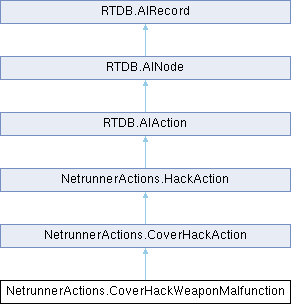 RTDB.AIRecord
RTDB.AINode
RTDB.AIAction
NetrunnerActions.HackAction
NetrunnerActions.CoverHackAction
NetrunnerActions.CoverHackWeaponMalfunction